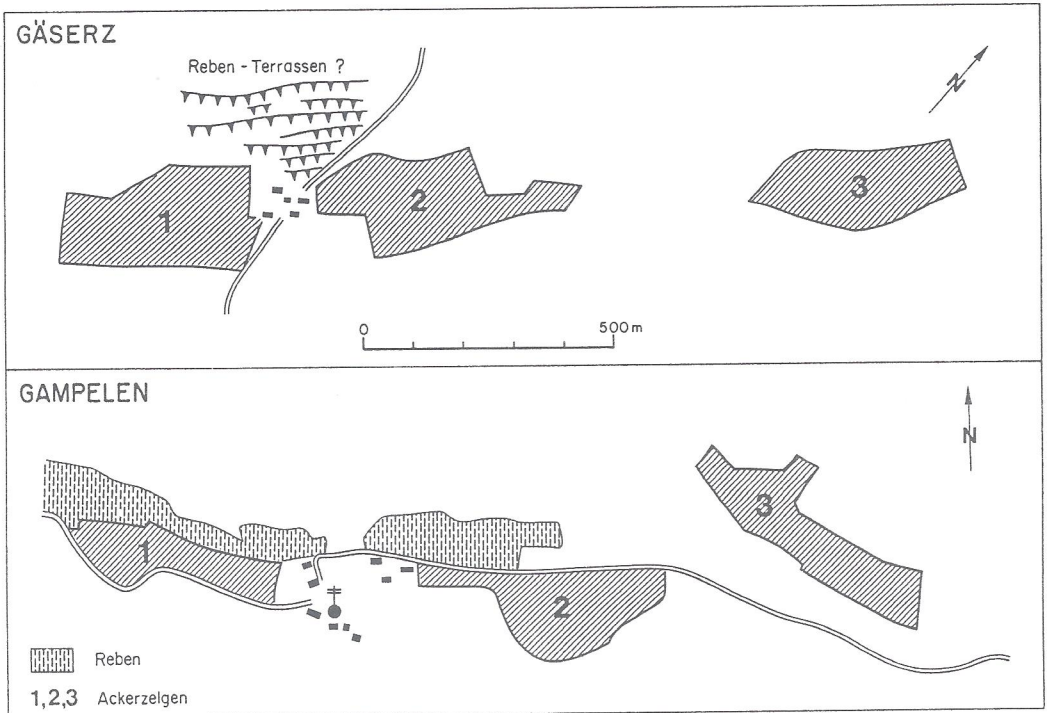 GÄSERZ
Reben - Terrassen ?
N
1
2
3
0 500 m
GAMPELEN
N
1
2
3
Reben
1,2,3 Ackerzelgen